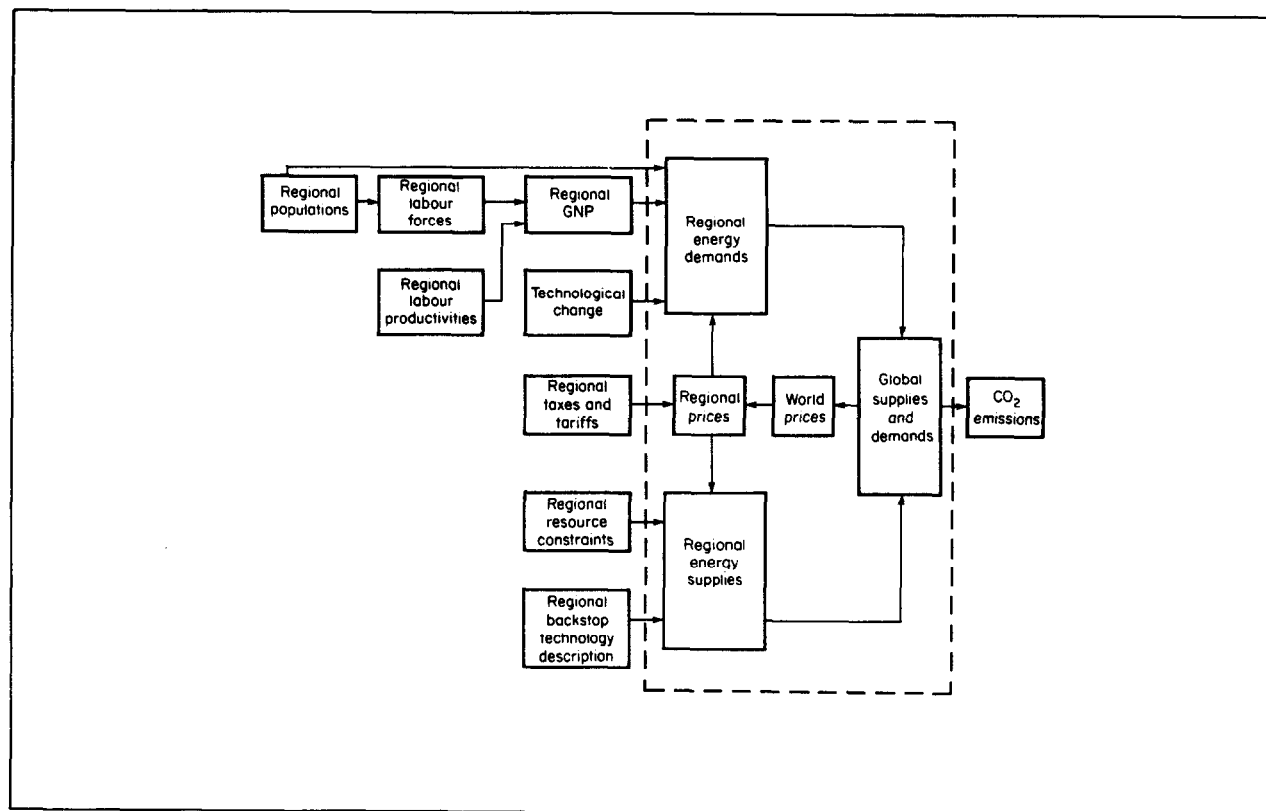 Regional
populations
Regional
labour
forces
Regional
GNP
Regional
energy
demands
Regional
labour
productivities
Technological
change
Regional
taxes and
tariffs
Regional
prices
World
prices
Global
supplies
and
demands
CO₂
emissions
Regional
resource
constraints
Regional
energy
supplies
Regional
backstop
technology
description